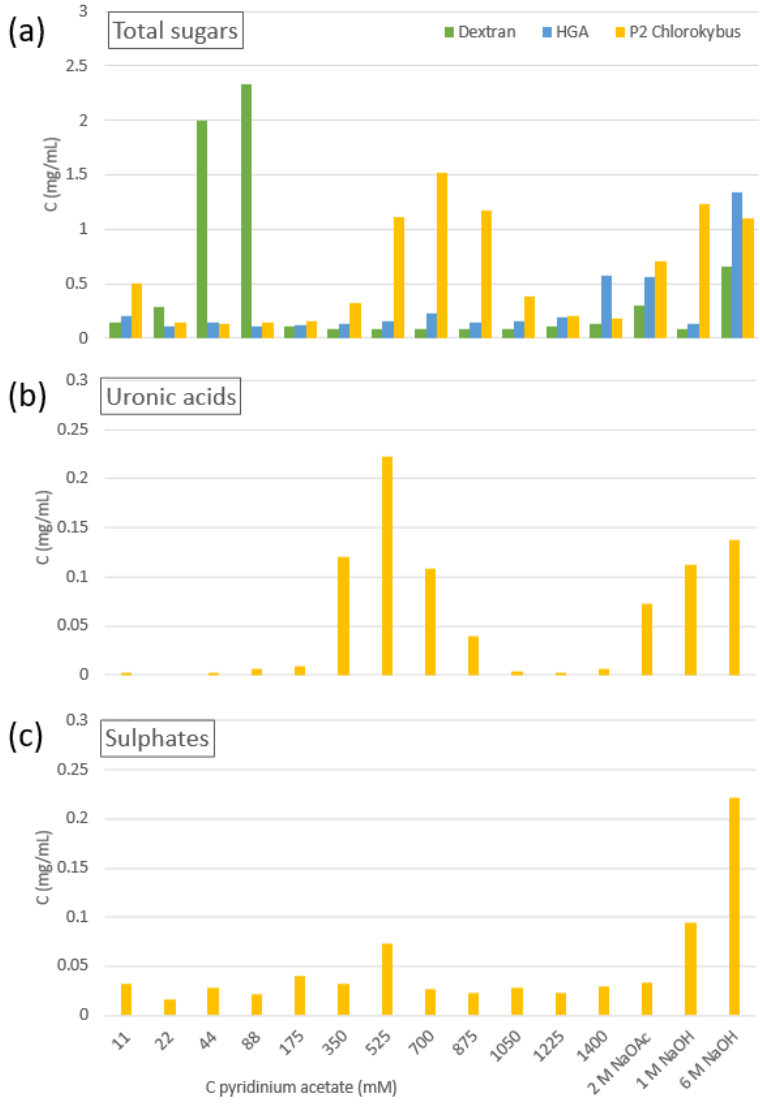 (a)
Total sugars
Dextran HGA P2 Chlorokybus
3
2.5
2
1.5
1
0.5
0
C (mg/mL)
(b)
Uronic acids
0.3
0.25
0.2
0.15
0.1
0.05
0
C (mg/mL)
(c)
Sulphates
0.3
0.25
0.2
0.15
0.1
0.05
0
C (mg/mL)
11 22 44 88 175 350 525 700 875 1050 1225 1400 2 M NaOAc 1 M NaOH 6 M NaOH
C pyridinium acetate (mM)